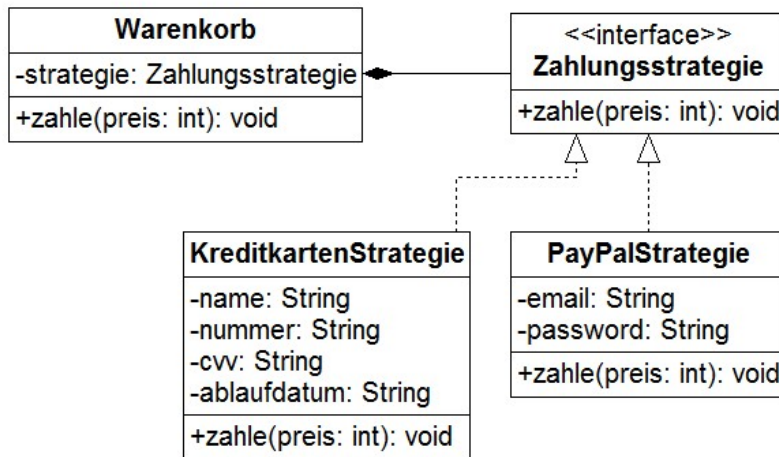 Warenkorb
-strategie: Zahlungsstrategie
+zahle(preis: int): void
<<interface>>
Zahlungsstrategie
+zahle(preis: int): void
KreditkartenStrategie
-name: String
-nummer: String
-cvv: String
-ablaufdatum: String
+zahle(preis: int): void
PayPalStrategie
-email: String
-password: String
+zahle(preis: int): void